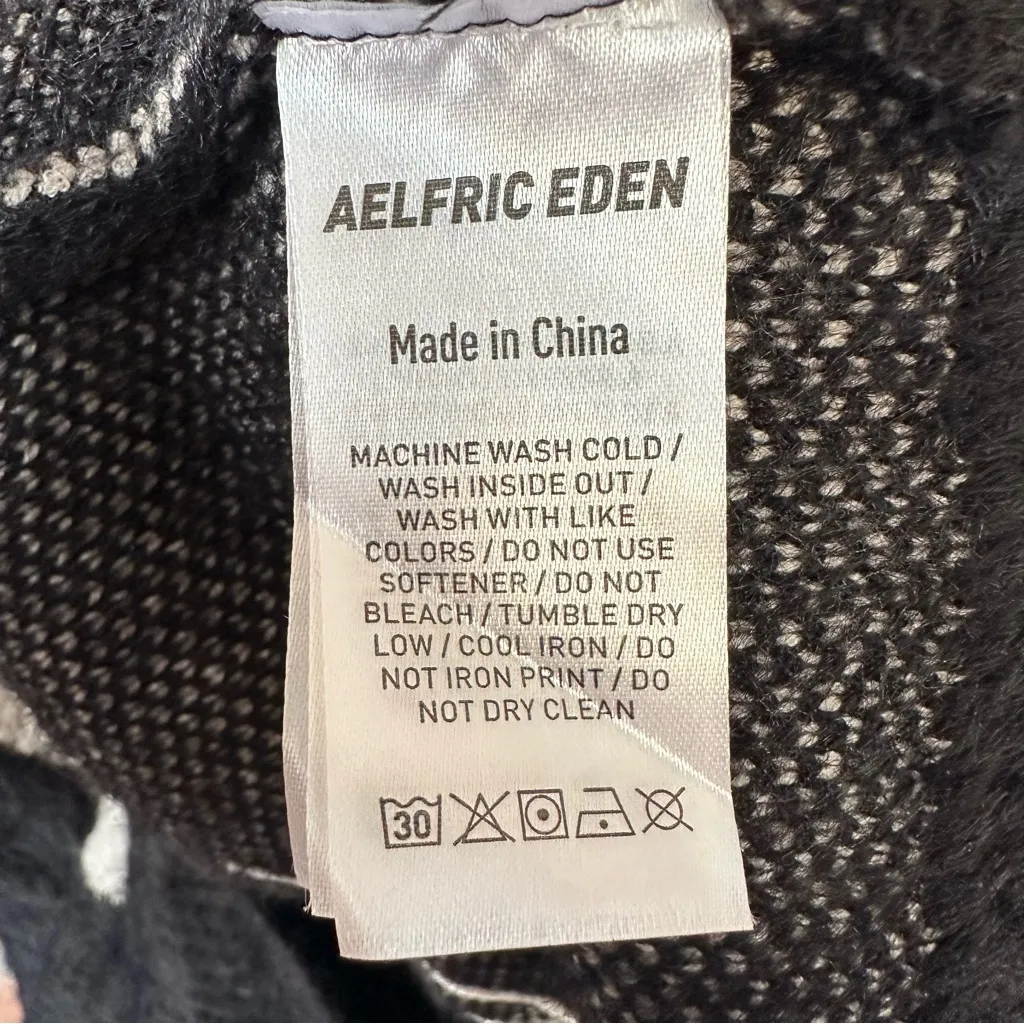 AELFRIC EDEN
Made in China
MACHINE WASH COLD /
WASH INSIDE OUT /
WASH WITH LIKE
COLORS / DO NOT USE
SOFTENER / DO NOT
BLEACH / TUMBLE DRY
LOW / COOL IRON / DO
NOT IRON PRINT / DO
NOT DRY CLEAN
30